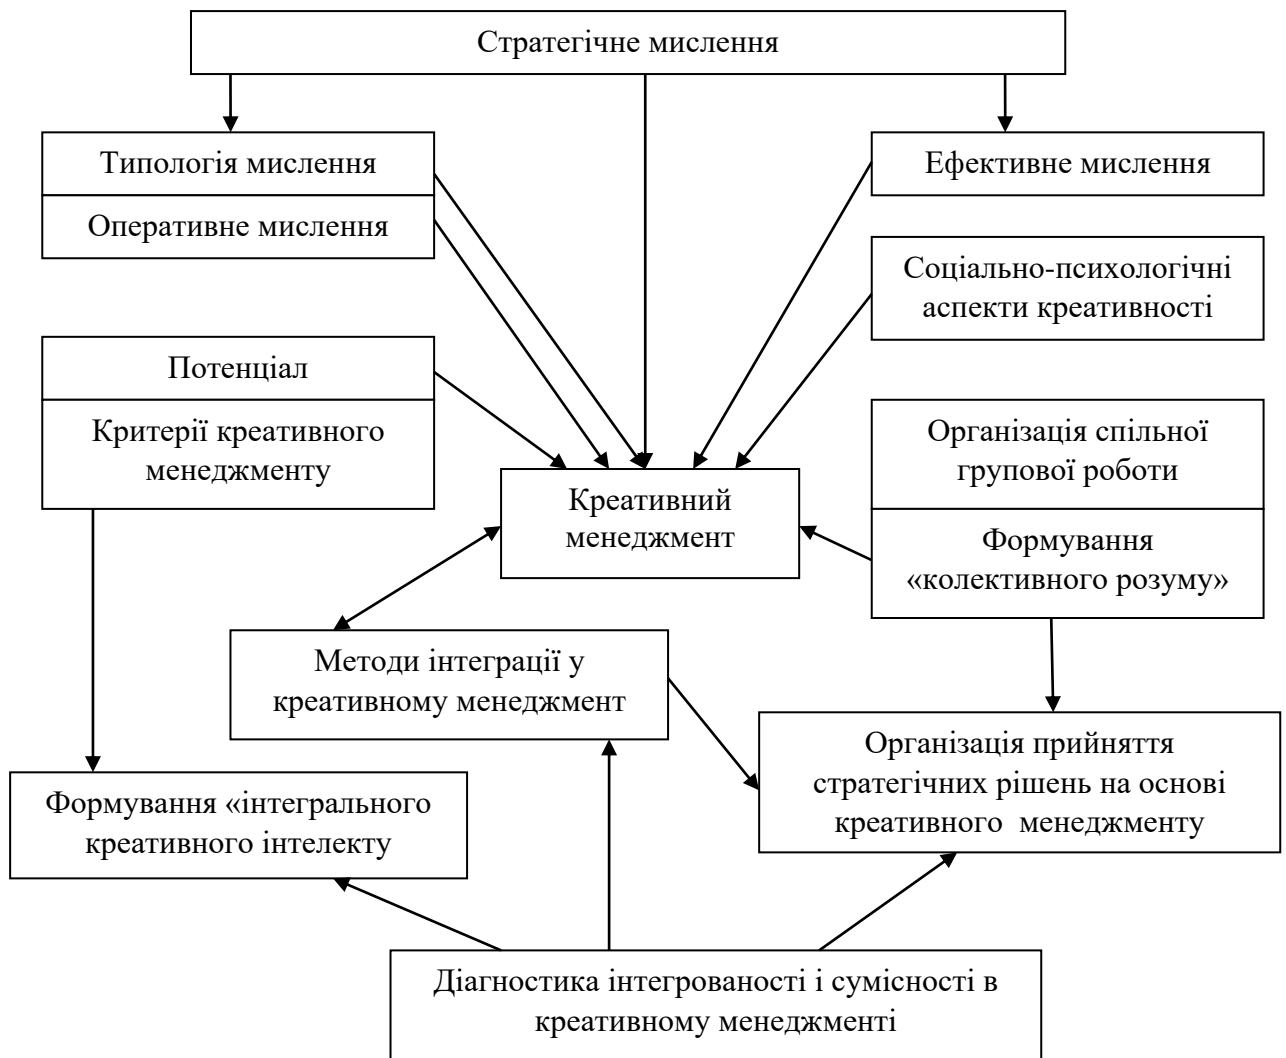 Стратегічне мислення
Типологія мислення
Оперативне мислення
Ефективне мислення
Соціально-психологічні
аспекти креативності
Потенціал
Критерії креативного
менеджменту
Організація спільної
групової роботи
Формування
«колективного розуму»
Креативний
менеджмент
Методи інтеграції у
креативному менеджмент
Організація прийняття
стратегічних рішень на основі
креативного  менеджменту
Формування «інтегрального
креативного інтелекту
Діагностика інтегрованості і сумісності в
креативному менеджменті